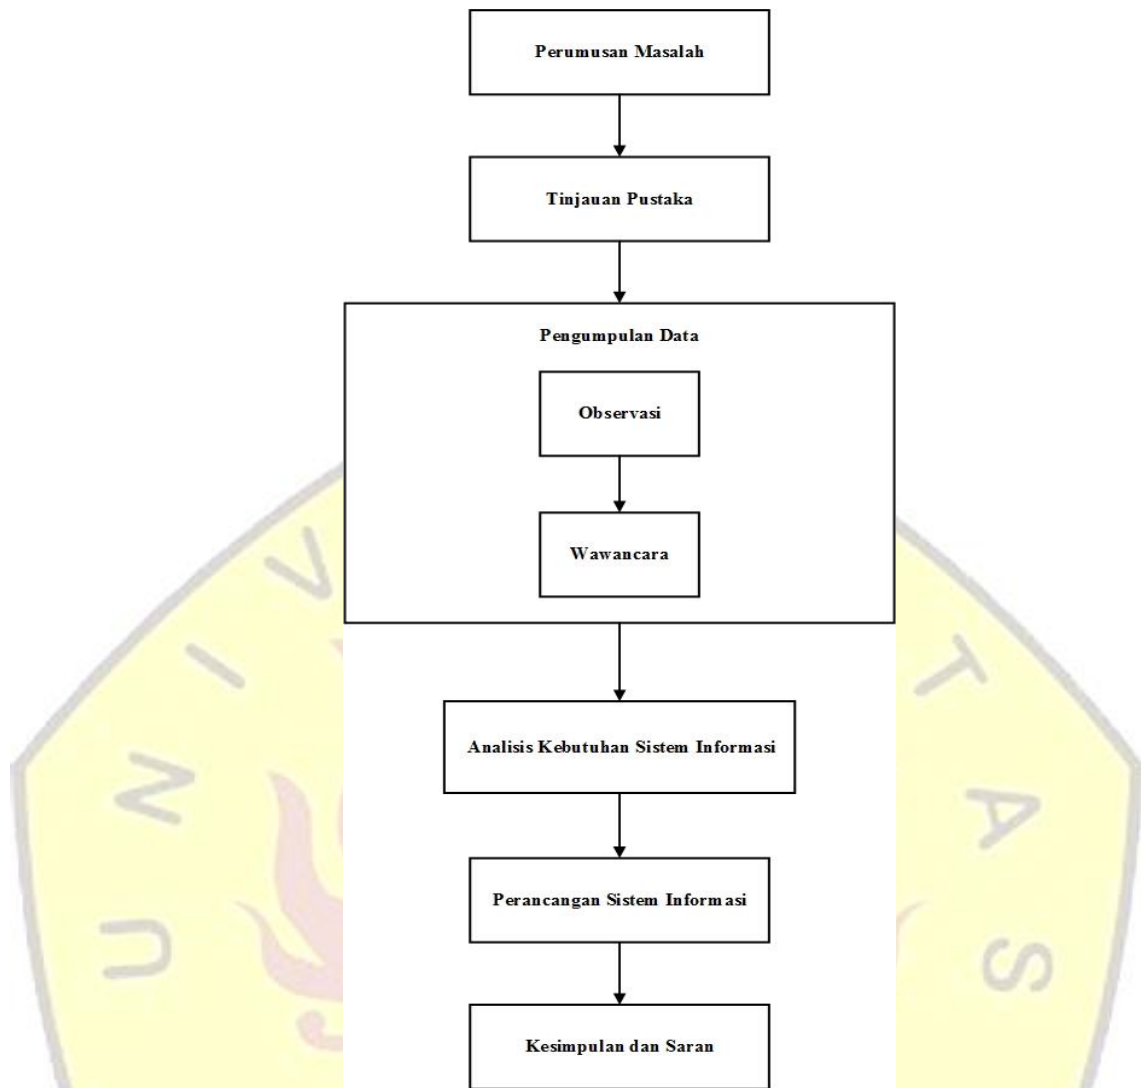 Perumusan Masalah
Tinjauan Pustaka
Pengumpulan Data
Observasi
Wawancara
Analisis Kebutuhan Sistem Informasi
Perancangan Sistem Informasi
Kesimpulan dan Saran
U N I V
T A S